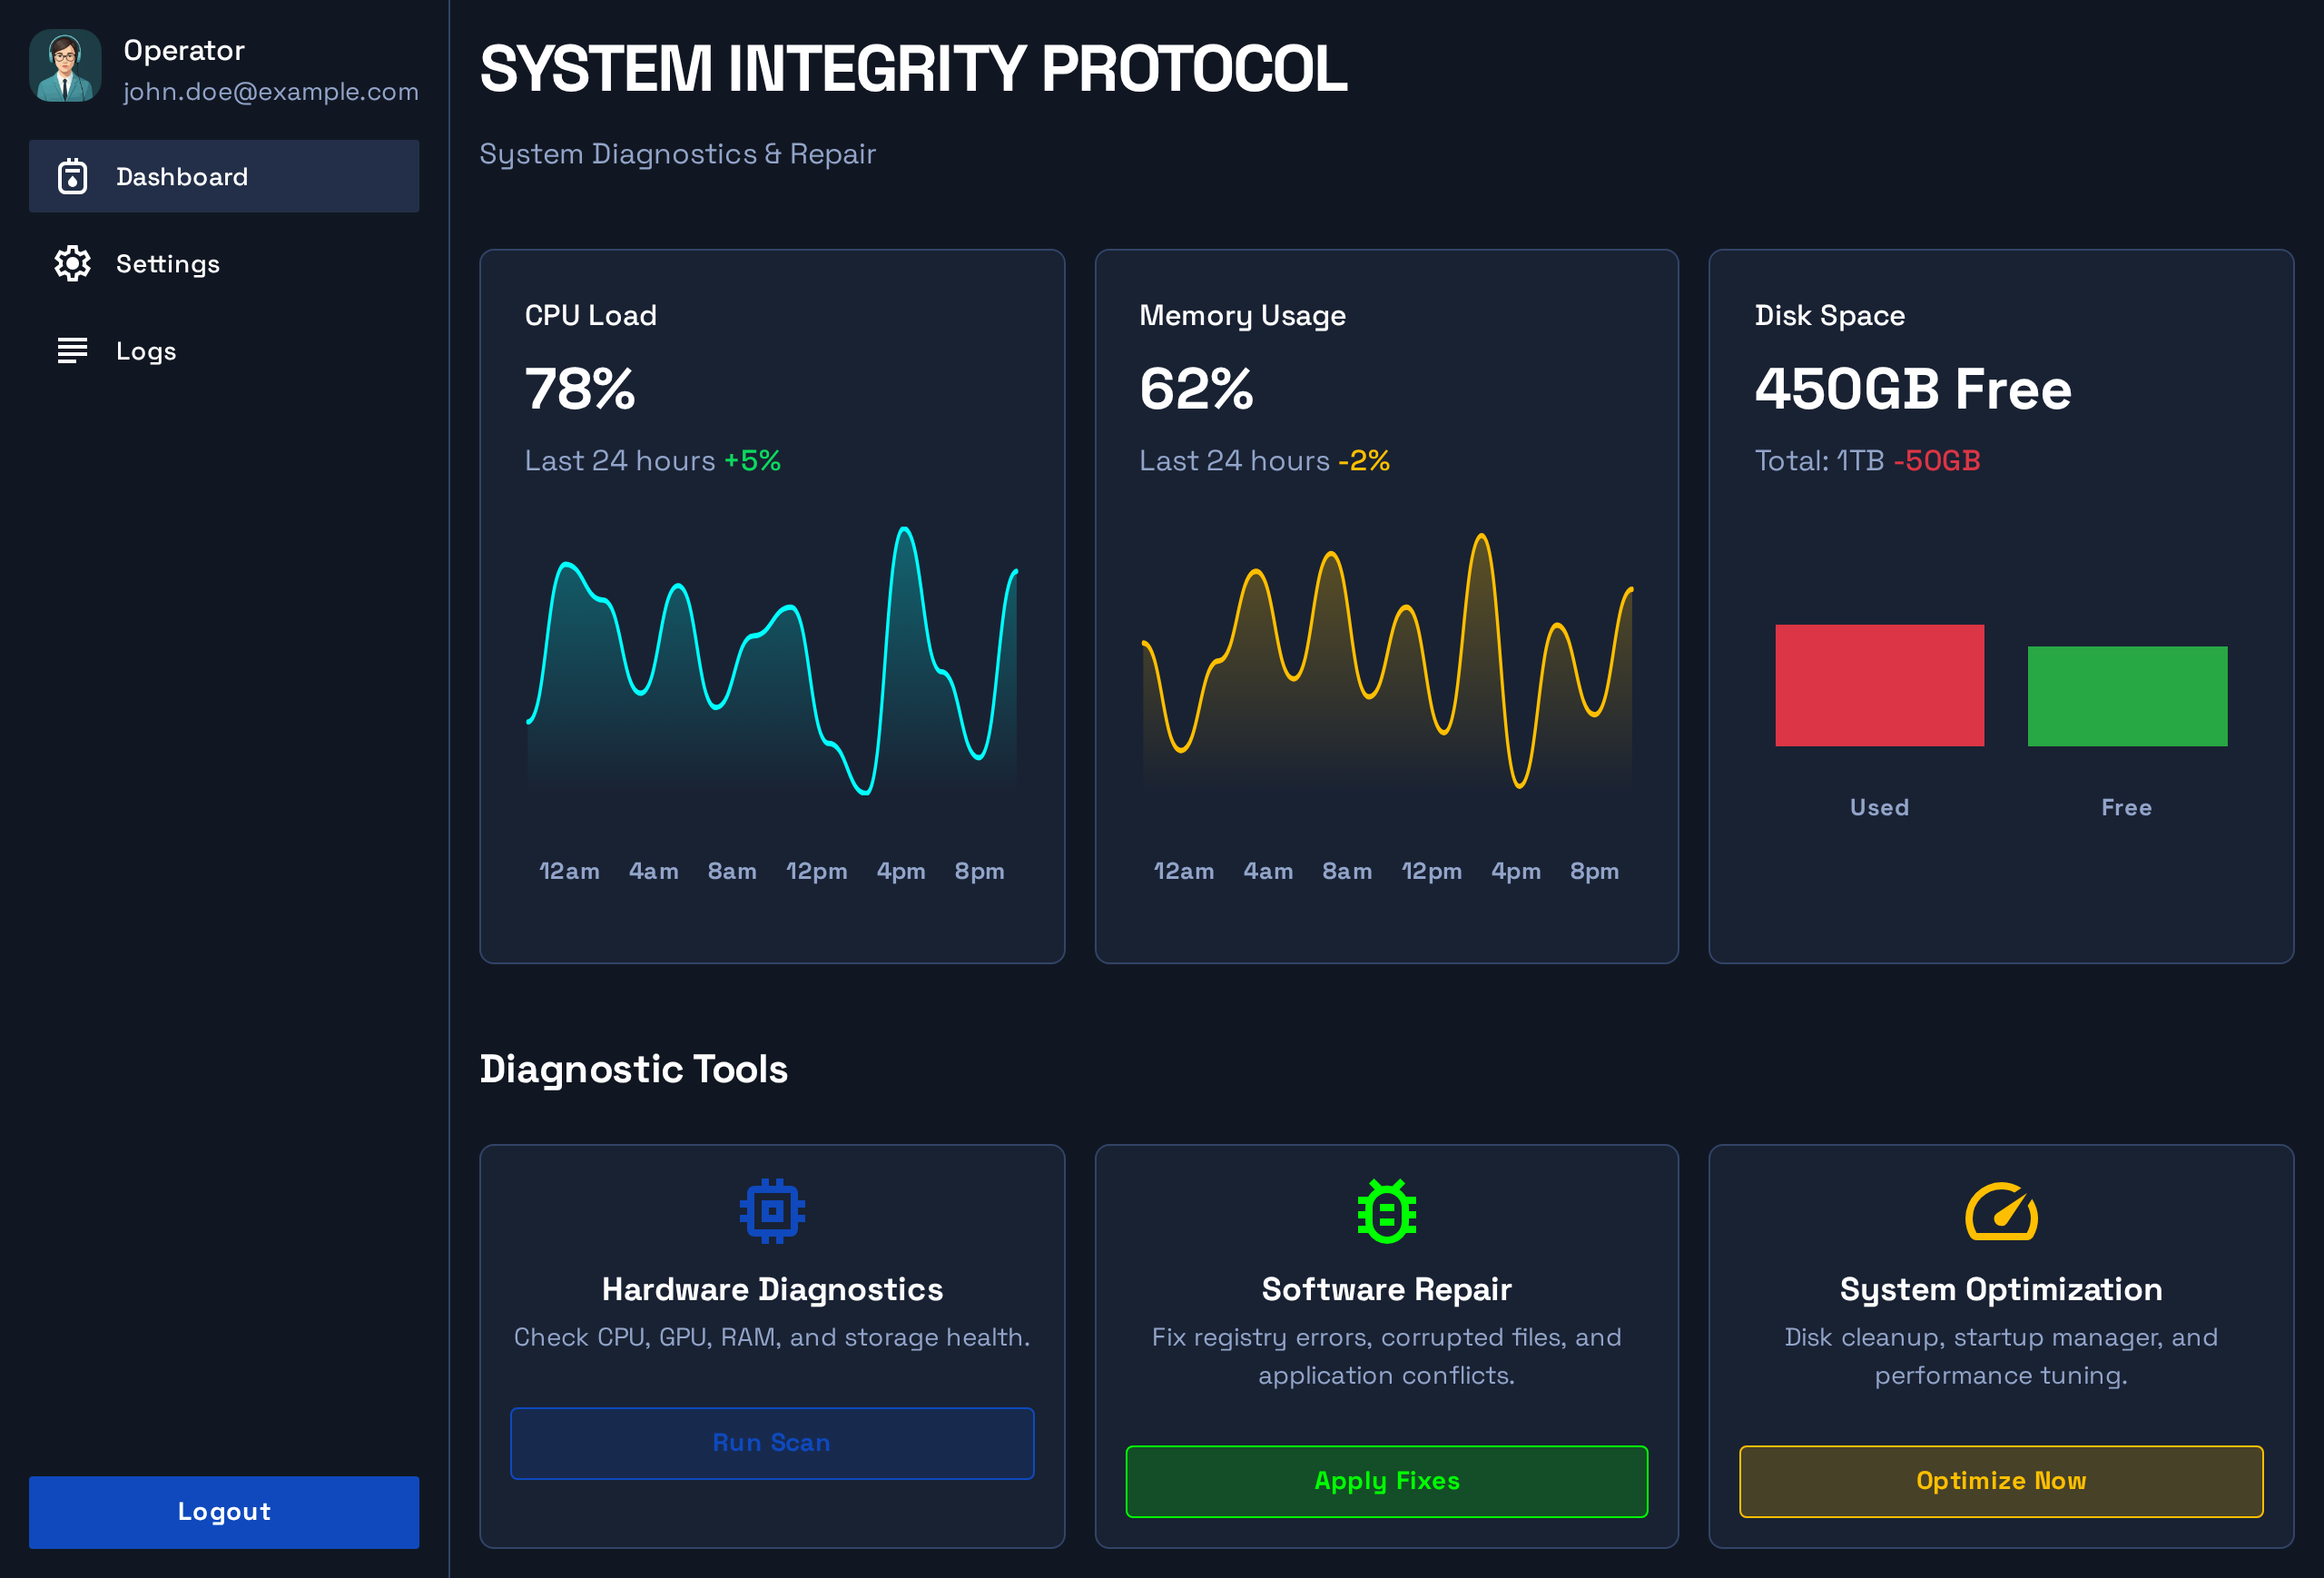 Operator
john.doe@example.com
Dashboard
Settings
Logs
Logout
SYSTEM INTEGRITY PROTOCOL
System Diagnostics & Repair
CPU Load
78%
Last 24 hours +5%
12am 4am 8am 12pm 4pm 8pm
Memory Usage
62%
Last 24 hours -2%
12am 4am 8am 12pm 4pm 8pm
Disk Space
450GB Free
Total: 1TB -50GB
Used Free
Diagnostic Tools
Hardware Diagnostics
Check CPU, GPU, RAM, and storage health.
Run Scan
Software Repair
Fix registry errors, corrupted files, and
application conflicts.
Apply Fixes
System Optimization
Disk cleanup, startup manager, and
performance tuning.
Optimize Now